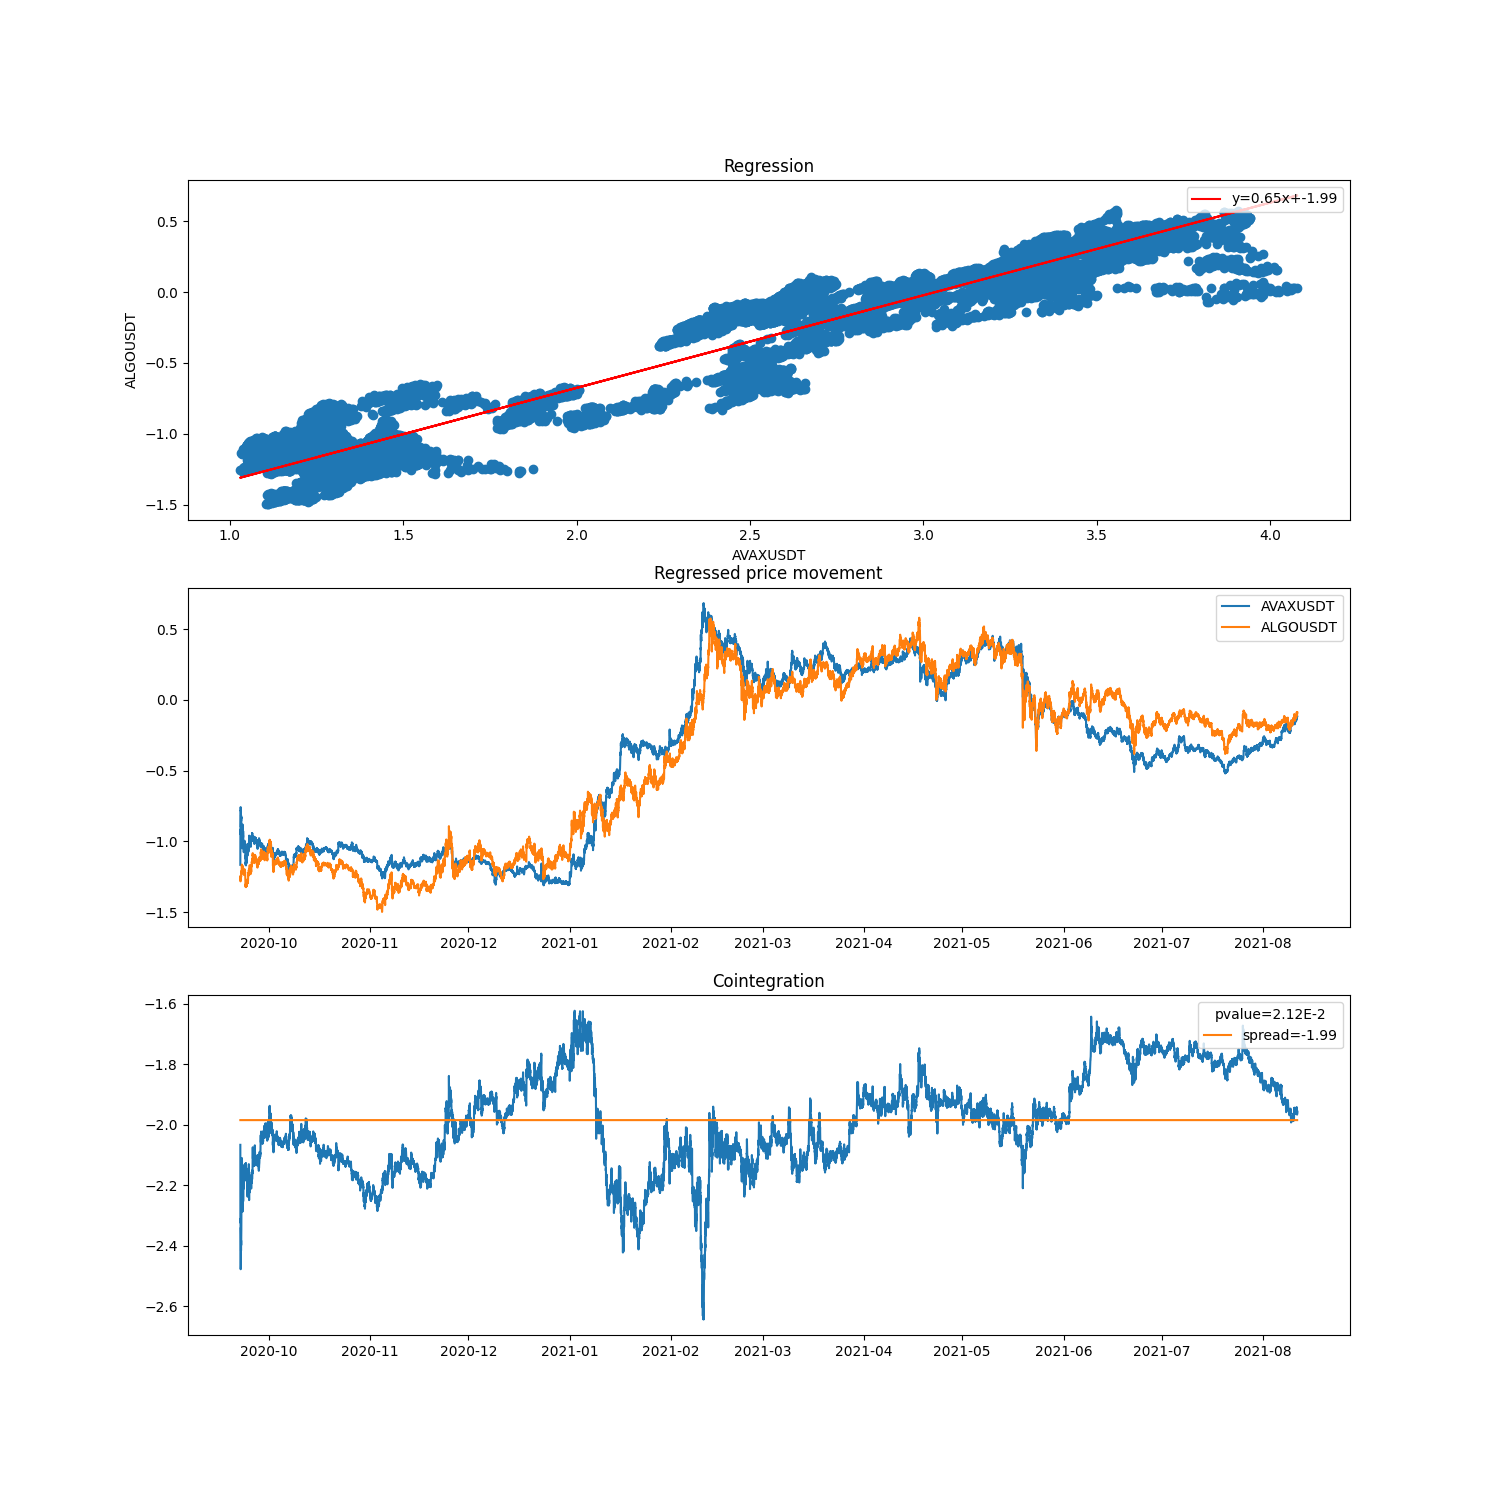 Regression
y=0.65x+-1.99
ALGOUSDT
0.5
0.0
−0.5
−1.0
−1.5
1.0 1.5 2.0 2.5 3.0 3.5 4.0
AVAXUSDT
Regressed price movement
AVAXUSDT
ALGOUSDT
0.5
0.0
−0.5
−1.0
−1.5
2020-10 2020-11 2020-12 2021-01 2021-02 2021-03 2021-04 2021-05 2021-06 2021-07 2021-08
Cointegration
pvalue=2.12E-2
spread=-1.99
−1.6
−1.8
−2.0
−2.2
−2.4
−2.6
2020-10 2020-11 2020-12 2021-01 2021-02 2021-03 2021-04 2021-05 2021-06 2021-07 2021-08